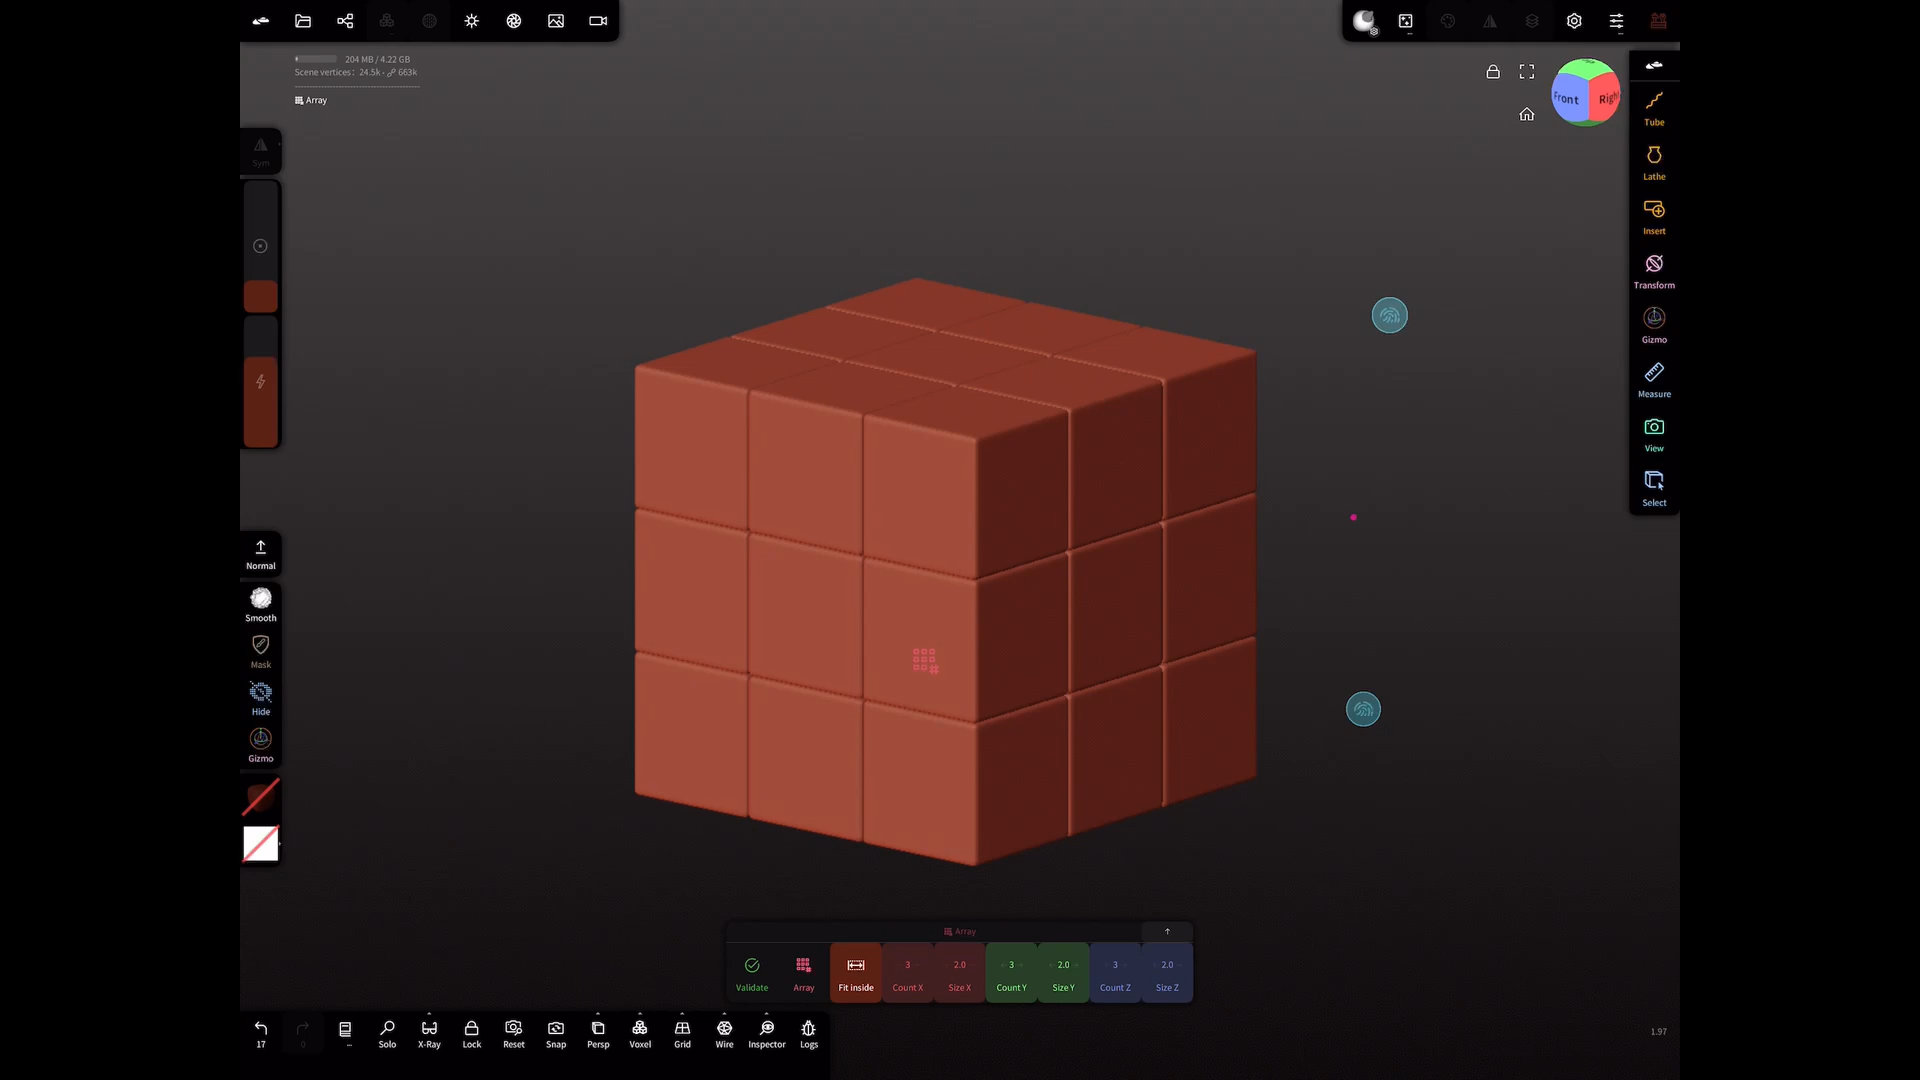 204 MB / 4.22 GB
Scene vertices: 24.5k · 663k
Array
Front
Right
Sym
Tube
Lathe
Insert
Transform
Gizmo
Measure
View
Select
Normal
Smooth
Mask
Hide
Gizmo
Array
3 2.0 3 2.0 3 2.0
Validate Array Fit inside Count X Size X Count Y Size Y Count Z Size Z
17 0 ... Solo X-Ray Lock Reset Snap Persp Voxel Grid Wire Inspector Logs
1.97